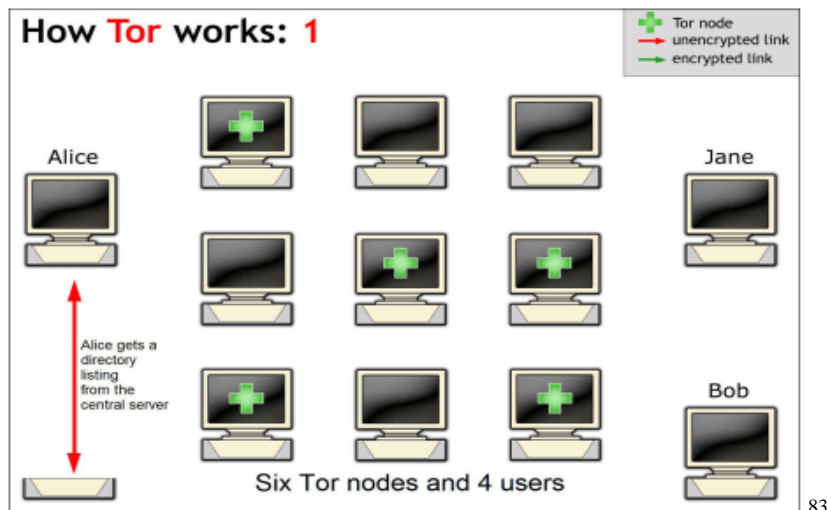 How Tor works: 1
Tor node
unencrypted link
encrypted link
Alice
Jane
Alice gets a
directory
listing
from the
central server
Bob
Six Tor nodes and 4 users
83